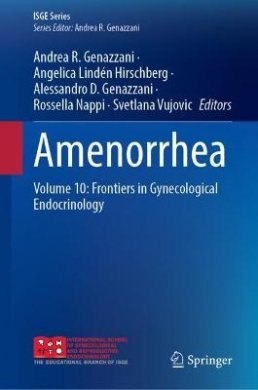 ISGE Series
Series Editor: Andrea R. Genazzani
Andrea R. Genazzani ·
Angelica Lindén Hirschberg ·
Alessandro D. Genazzani ·
Rossella Nappi · Svetlana Vujovic Editors
Amenorrhea
Volume 10: Frontiers in Gynecological
Endocrinology
INTERNATIONAL SCHOOL
OF GYNECOLOGICAL
AND REPRODUCTIVE
ENDOCRINOLOGY
THE EDUCATIONAL BRANCH OF ISGE
Springer